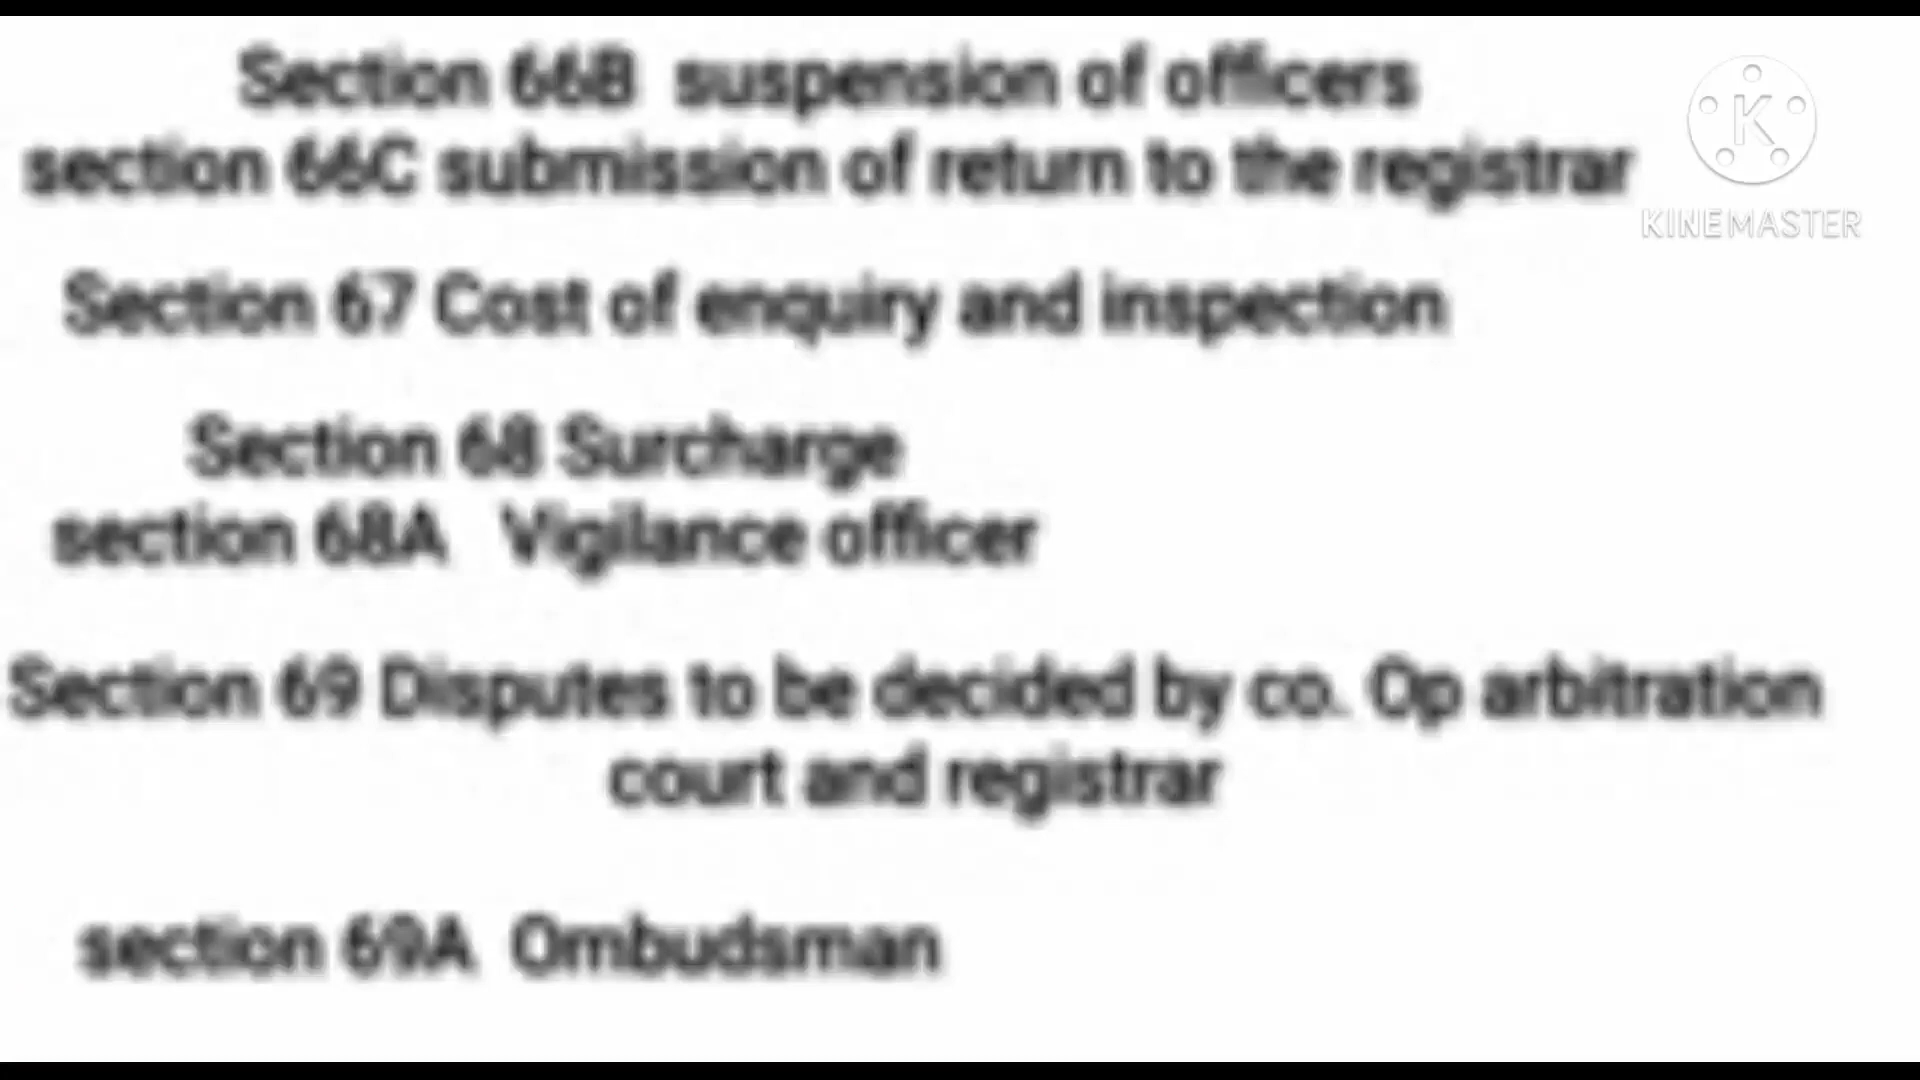 Section 66B suspension of officers
section 66C submission of return to the registrar
KINEMASTER
Section 67 Cost of enquiry and inspection
Section 68 Surcharge
section 68A Vigilance officer
Section 69 Disputes to be decided by co. Op arbitration
court and registrar
section 69A Ombudsman